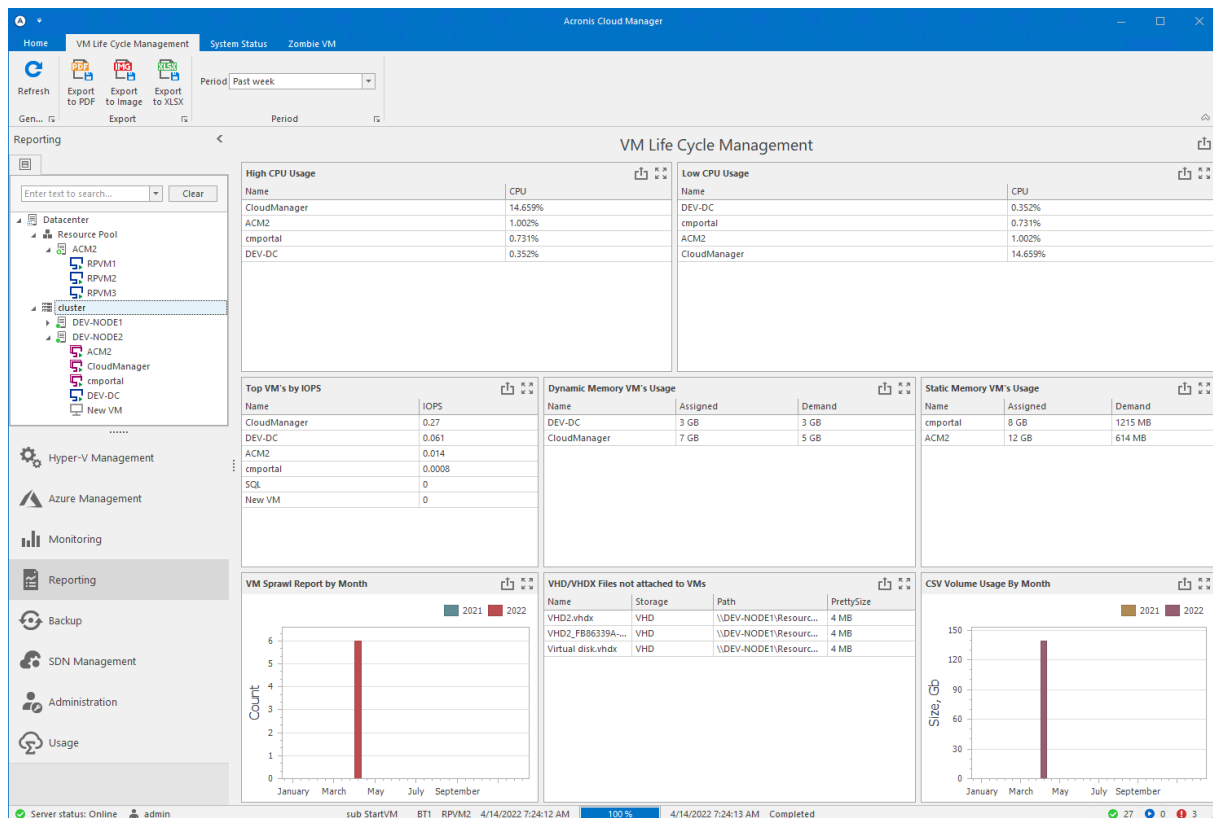 Acronis Cloud Manager
Home VM Life Cycle Management System Status Zombie VM
Refresh
Export to PDF
Export to Image
Export to XLSX
Period Past week
Gen... Export Period
Reporting
Enter text to search... Clear
Datacenter
Resource Pool
ACM2
RPVM1
RPVM2
RPVM3
cluster
DEV-NODE1
DEV-NODE2
ACM2
CloudManager
cmportal
DEV-DC
New VM
Hyper-V Management
Azure Management
Monitoring
Reporting
Backup
SDN Management
Administration
Usage
VM Life Cycle Management
High CPU Usage
Name CPU
CloudManager 14.659%
ACM2 1.002%
cmportal 0.731%
DEV-DC 0.352%
Low CPU Usage
Name CPU
DEV-DC 0.352%
cmportal 0.731%
ACM2 1.002%
CloudManager 14.659%
Top VM's by IOPS
Name IOPS
CloudManager 0.27
DEV-DC 0.061
ACM2 0.014
cmportal 0.0008
SQL 0
New VM 0
Dynamic Memory VM's Usage
Name Assigned Demand
DEV-DC 3 GB 3 GB
CloudManager 7 GB 5 GB
Static Memory VM's Usage
Name Assigned Demand
cmportal 8 GB 1215 MB
ACM2 12 GB 614 MB
VM Sprawl Report by Month
2021 2022
Count
6
5
4
3
2
1
0
January March May July September
VHD/VHDX Files not attached to VMs
Name Storage Path PrettySize
VHD2.vhdx VHD \\DEV-NODE1\Resourc... 4 MB
VHD2_FB86339A-... VHD \\DEV-NODE1\Resourc... 4 MB
Virtual disk.vhdx VHD \\DEV-NODE1\Resourc... 4 MB
CSV Volume Usage By Month
2021 2022
Size, Gb
150
120
90
60
30
0
January March May July September
Server status: Online admin sub StartVM BT1 RPVM2 4/14/2022 7:24:12 AM 100 % 4/14/2022 7:24:13 AM Completed 27 0 3
PDF
IMG
XLSX